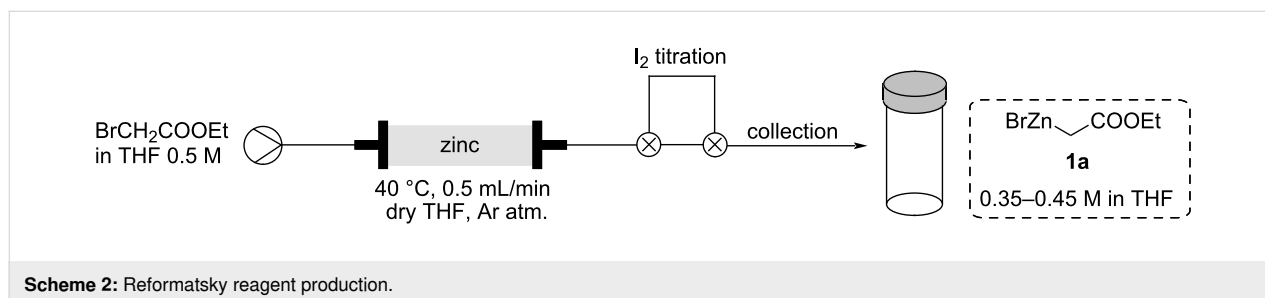 I₂ titration
BrCH₂COOEt
in THF 0.5 M
zinc
40 °C, 0.5 mL/min
dry THF, Ar atm.
collection
BrZn COOEt
1a
0.35–0.45 M in THF
Scheme 2: Reformatsky reagent production.